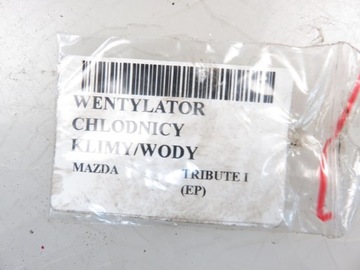 WENTYLATOR
CHLODNICY
KLIMY/WODY
MAZDA TRIBUTE I
(EP)